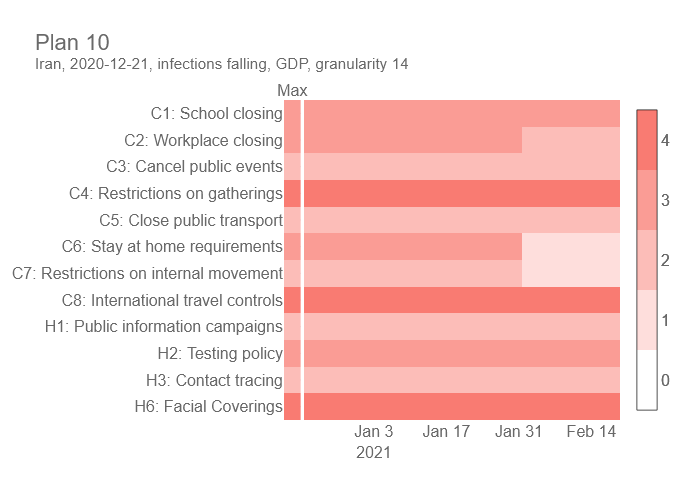 Plan 10
Iran, 2020-12-21, infections falling, GDP, granularity 14
Max
C1: School closing
C2: Workplace closing
C3: Cancel public events
C4: Restrictions on gatherings
C5: Close public transport
C6: Stay at home requirements
C7: Restrictions on internal movement
C8: International travel controls
H1: Public information campaigns
H2: Testing policy
H3: Contact tracing
H6: Facial Coverings
Jan 3 Jan 17 Jan 31 Feb 14
2021
4
3
2
1
0